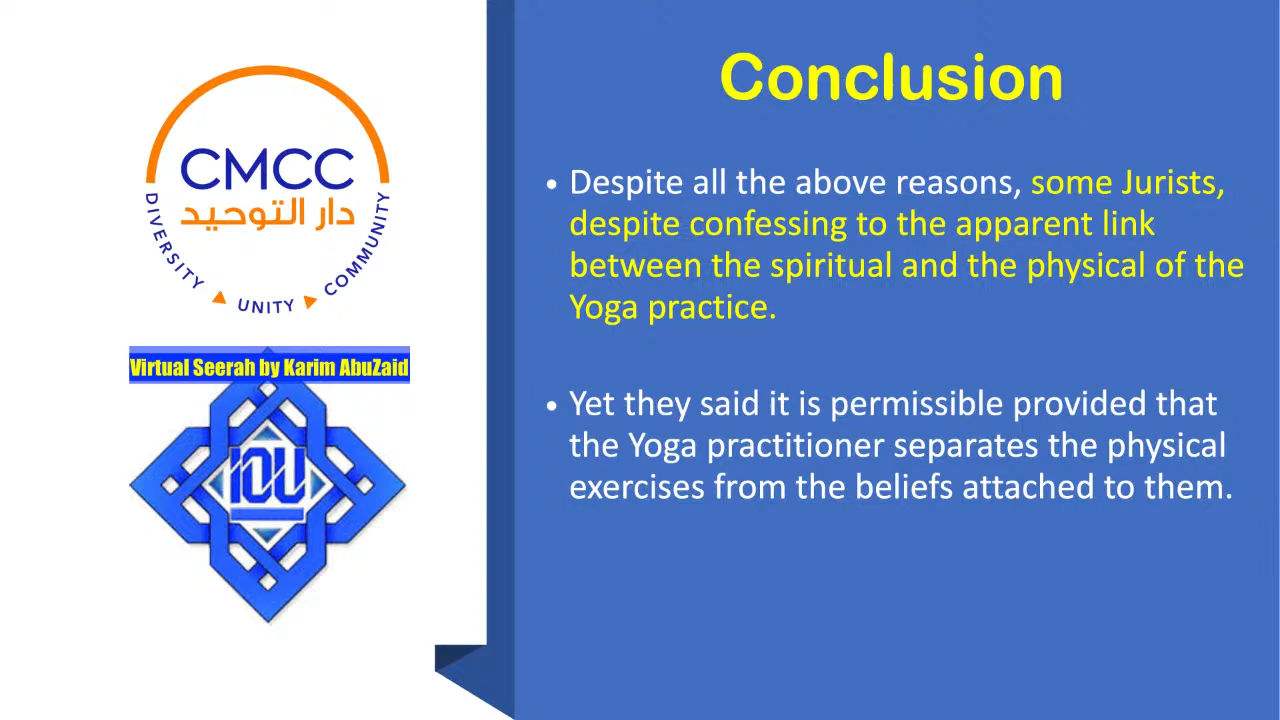 CMCC
دار التوحيد
DIVERSITY UNITY COMMUNITY
Virtual Seerah by Karim AbuZaid
IOU
Conclusion
• Despite all the above reasons, some Jurists,
despite confessing to the apparent link
between the spiritual and the physical of the
Yoga practice.
• Yet they said it is permissible provided that
the Yoga practitioner separates the physical
exercises from the beliefs attached to them.